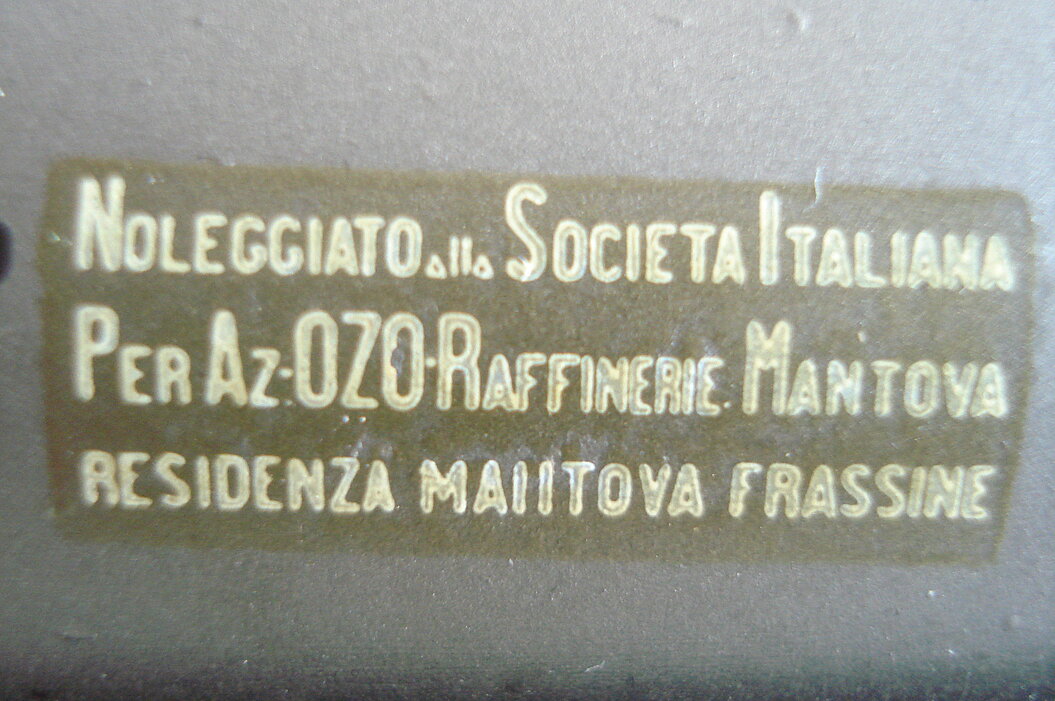 NOLEGGIATO alla SOCIETA ITALIANA
PER AZ-OZO-RAFFINERIE MANTOVA
RESIDENZA MANTOVA FRASSINE